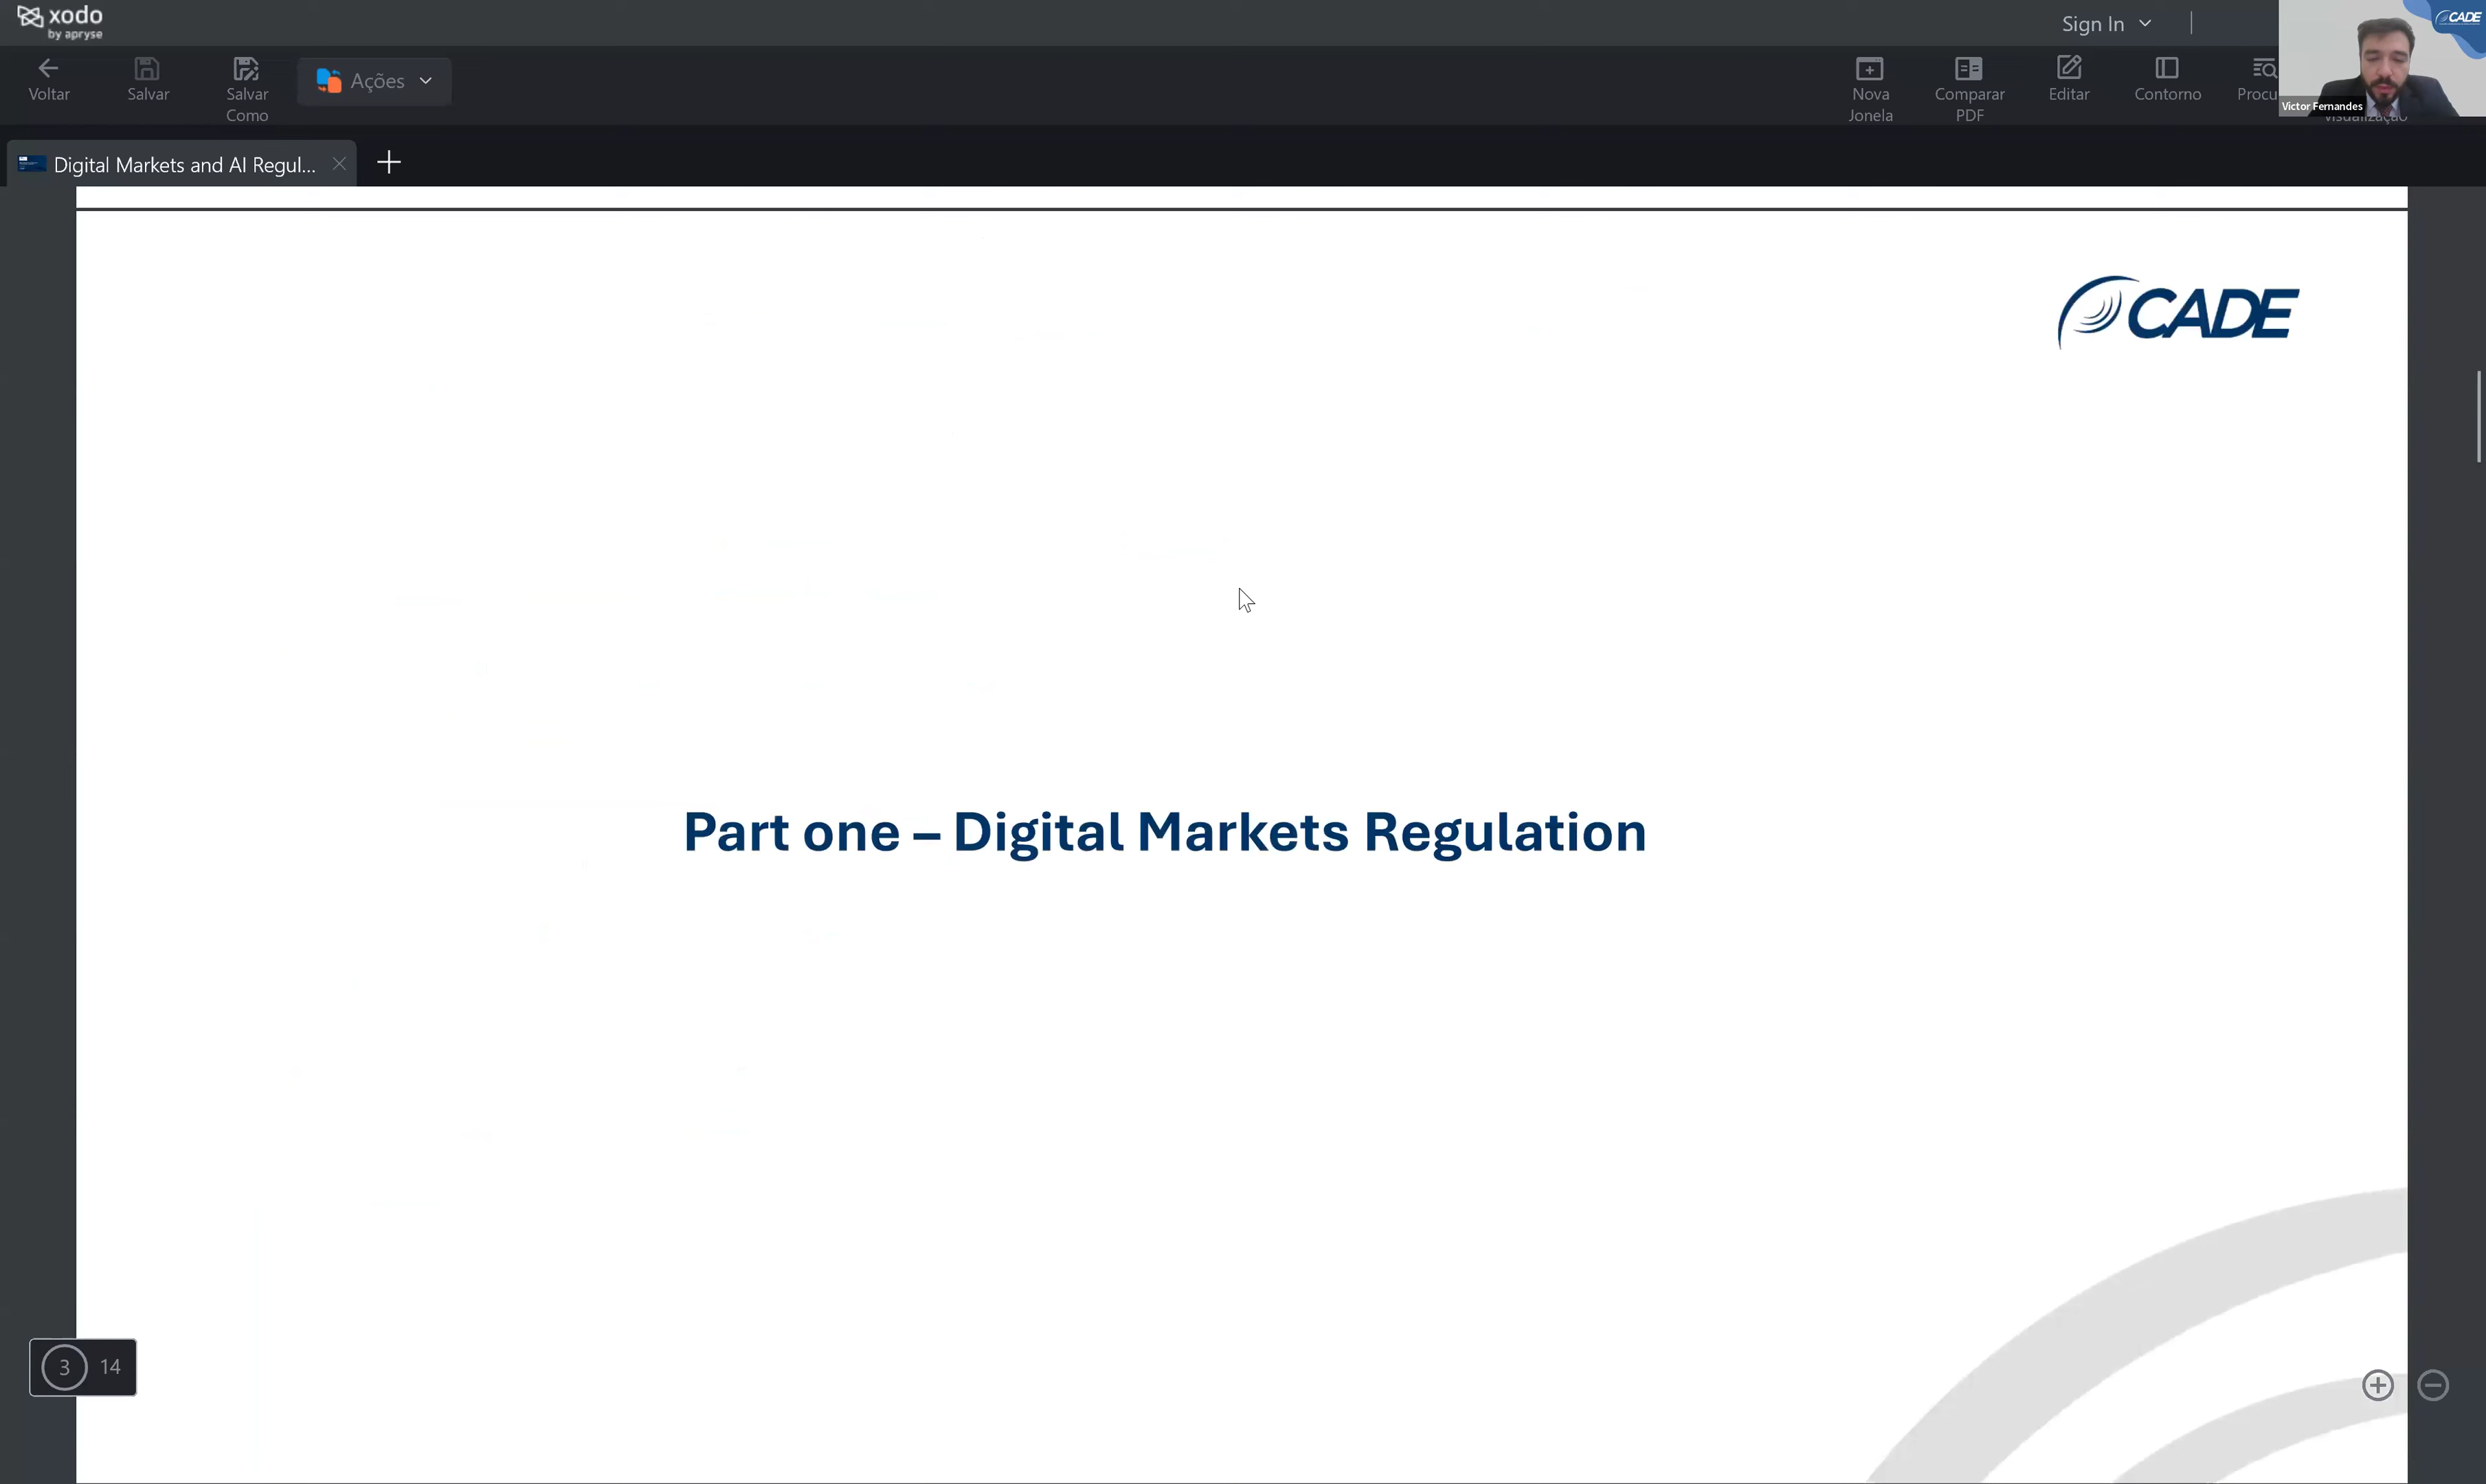 xodo
by apryse
Sign In
CADE
Voltar
Salvar
Salvar
Como
Ações
Nova
Jonela
Comparar
PDF
Editar
Contorno
Procu
Victor Fernandes
visualização
Digital Markets and AI Regul...
CADE
Part one – Digital Markets Regulation
3 14